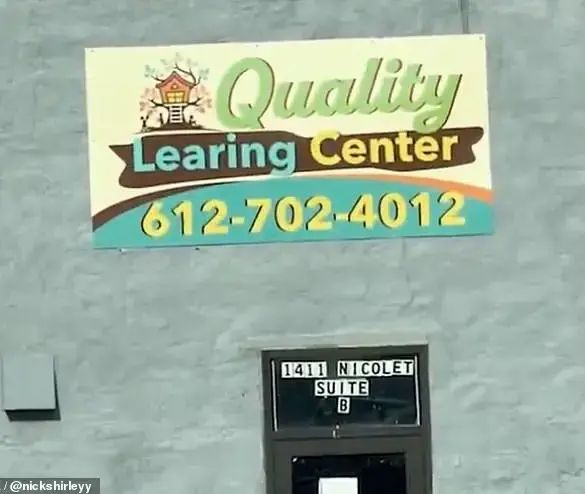 Quality
Learing Center
612-702-4012
1411 NICOLET
SUITE
B
/ @nickshirleyy